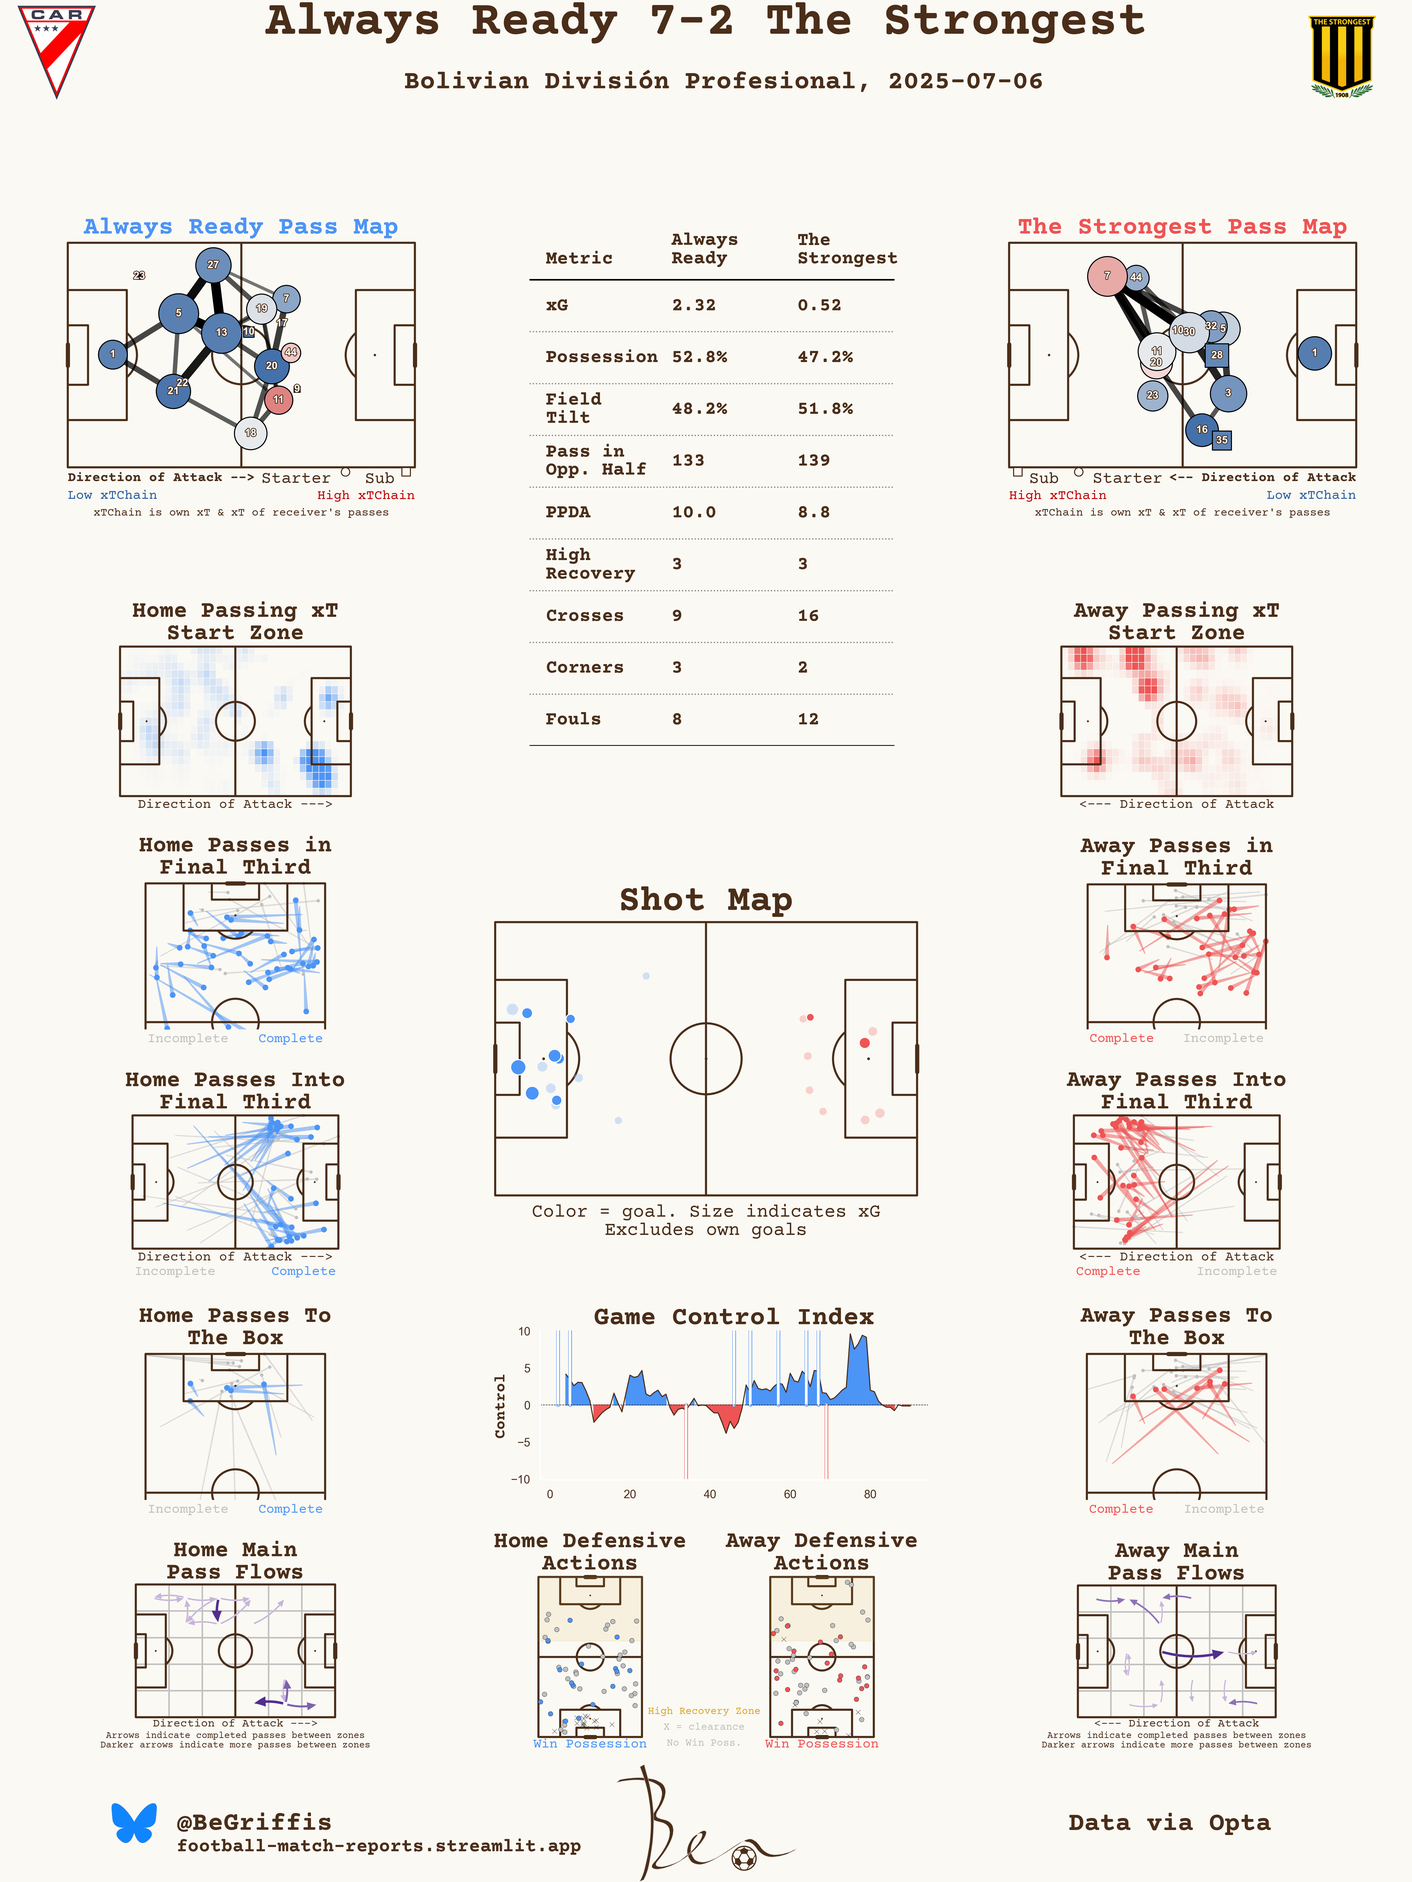 Always Ready 7-2 The Strongest
Bolivian División Profesional, 2025-07-06
CAR
THE STRONGEST
1908
Always Ready Pass Map
23
27
5
13
10
19
7
17
1
44
20
22
21
9
11
18
Direction of Attack --> Starter Sub
Low xTChain High xTChain
xTChain is own xT & xT of receiver's passes
Metric Always Ready The Strongest
xG 2.32 0.52
Possession 52.8% 47.2%
Field Tilt 48.2% 51.8%
Pass in Opp. Half 133 139
PPDA 10.0 8.8
High Recovery 3 3
Crosses 9 16
Corners 3 2
Fouls 8 12
The Strongest Pass Map
7
44
10
30
32
5
11
20
28
1
23
3
16
35
Sub Starter <-- Direction of Attack
High xTChain Low xTChain
xTChain is own xT & xT of receiver's passes
Home Passing xT
Start Zone
Direction of Attack --->
Away Passing xT
Start Zone
<--- Direction of Attack
Home Passes in
Final Third
Incomplete Complete
Away Passes in
Final Third
Complete Incomplete
Shot Map
Color = goal. Size indicates xG
Excludes own goals
Home Passes Into
Final Third
Direction of Attack --->
Incomplete Complete
Away Passes Into
Final Third
<--- Direction of Attack
Complete Incomplete
Home Passes To
The Box
Incomplete Complete
Game Control Index
Control
10
5
0
−5
−10
0 20 40 60 80
Away Passes To
The Box
Complete Incomplete
Home Main
Pass Flows
Direction of Attack --->
Arrows indicate completed passes between zones
Darker arrows indicate more passes between zones
Home Defensive
Actions
Win Possession
High Recovery Zone
X = clearance
No Win Poss.
Away Defensive
Actions
Win Possession
Away Main
Pass Flows
<--- Direction of Attack
Arrows indicate completed passes between zones
Darker arrows indicate more passes between zones
@BeGriffis
football-match-reports.streamlit.app
Ben
Data via Opta